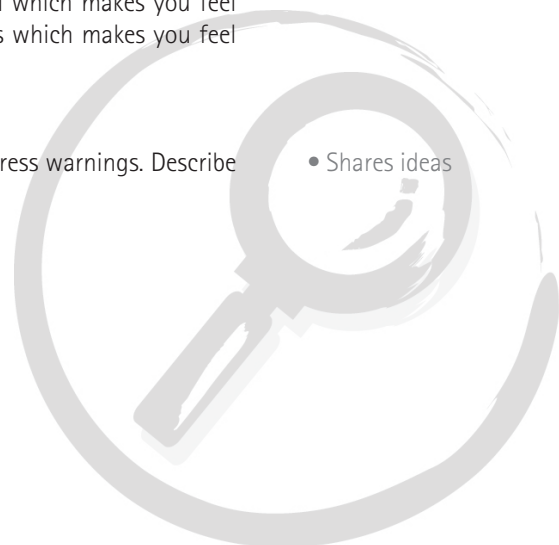 which makes you feel
s which makes you feel
ress warnings. Describe
• Shares ideas